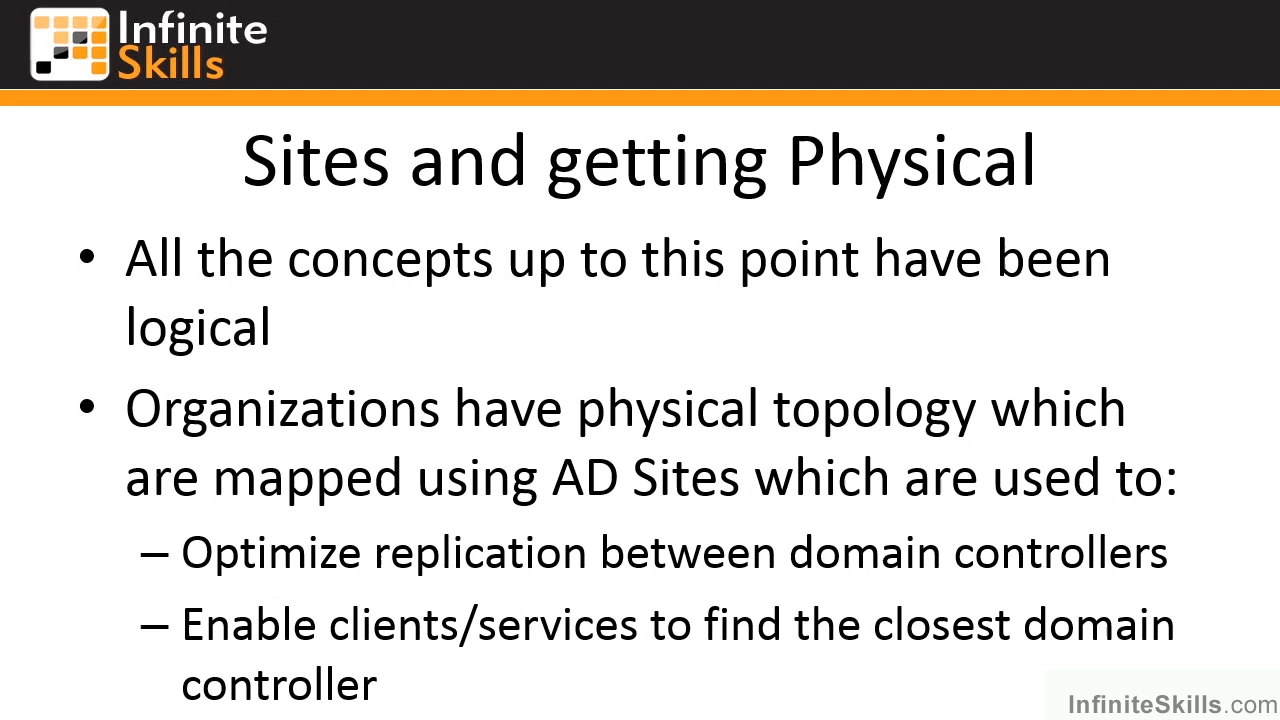 Infinite
Skills
Sites and getting Physical
• All the concepts up to this point have been
logical
• Organizations have physical topology which
are mapped using AD Sites which are used to:
– Optimize replication between domain controllers
– Enable clients/services to find the closest domain
controller
InfiniteSkills.com